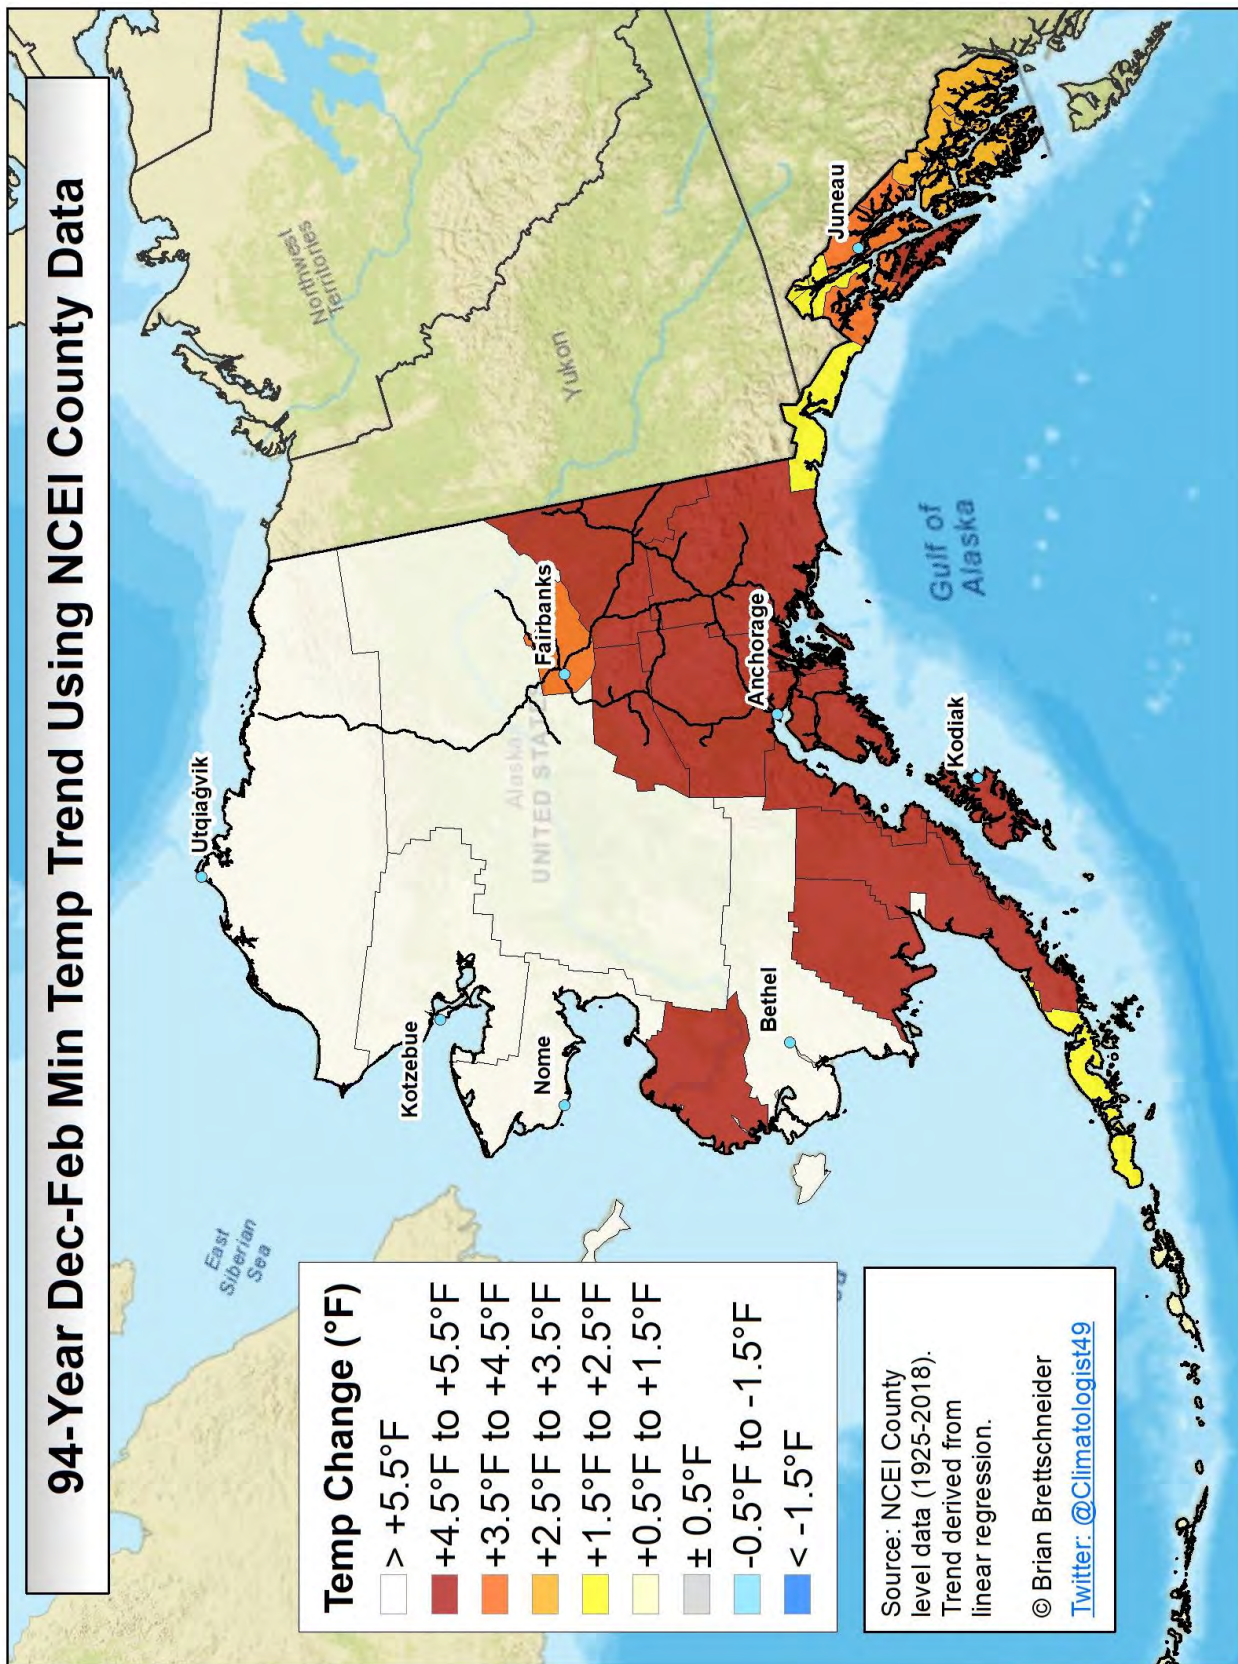 94-Year Dec-Feb Min Temp Trend Using NCEI County Data
Northwest
Territories
Yukon
East
Siberian
Sea
Utqiaġvik
Kotzebue
Nome
Fairbanks
Alaska
UNITED STAT
Bethel
Anchorage
Juneau
Kodiak
Gulf of
Alaska
Temp Change (°F)
> +5.5°F
+4.5°F to +5.5°F
+3.5°F to +4.5°F
+2.5°F to +3.5°F
+1.5°F to +2.5°F
+0.5°F to +1.5°F
± 0.5°F
-0.5°F to -1.5°F
< -1.5°F
Source: NCEI County
level data (1925-2018).
Trend derived from
linear regression.
© Brian Brettschneider
Twitter: @Climatologist49